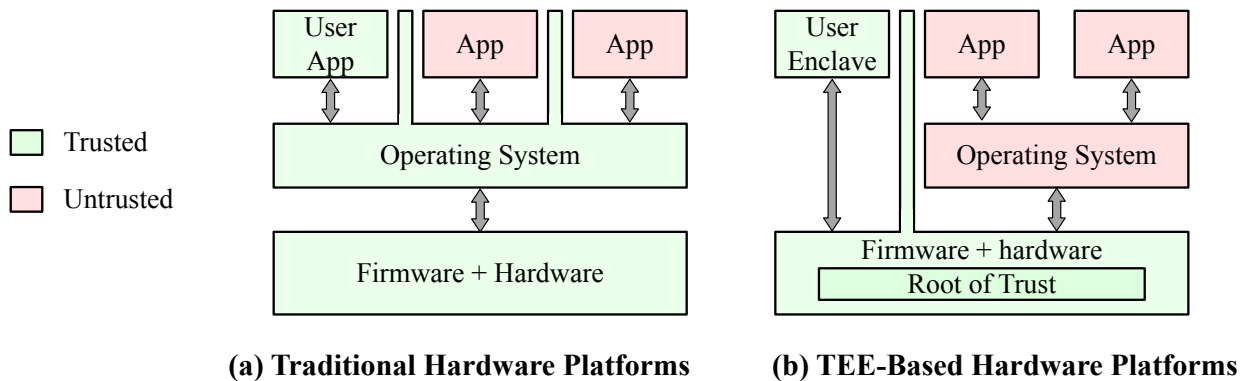 Trusted
Untrusted
User
App
App
App
Operating System
Firmware + Hardware
(a) Traditional Hardware Platforms
User
Enclave
App
App
Operating System
Firmware + hardware
Root of Trust
(b) TEE-Based Hardware Platforms